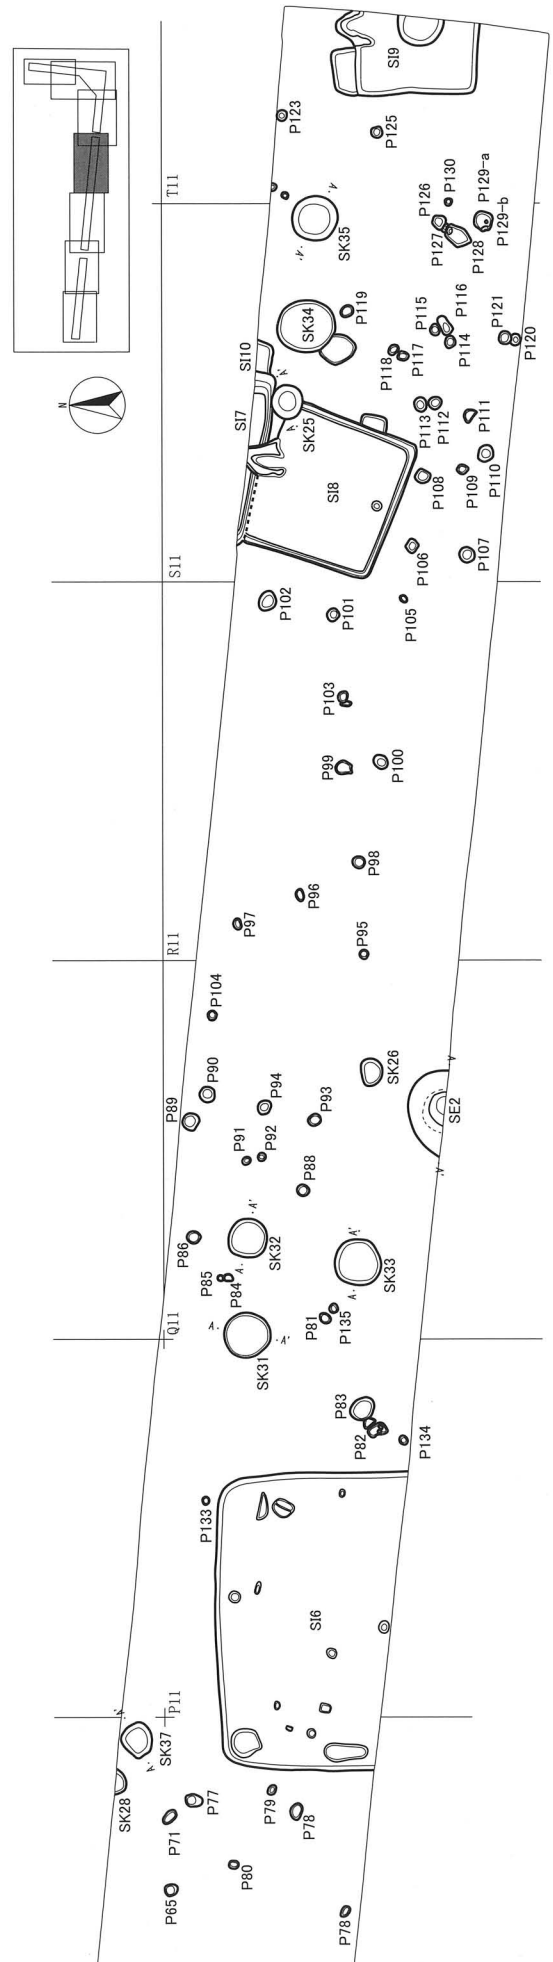 N
SI9
P123
P125
T11
P126
P130
P129-a
P129-b
P127
P128
A.
.A'
SK35
SK34
P119
P115
P116
P114
P121
P120
P118
P117
SI10
A'
SI7
SK25
A
P113
P112
P111
SI8
P108
P109
P110
P106
P107
S11
P102
P101
P105
P103
P99
P100
P98
P96
P97
P95
R11
P104
P90
P89
P94
P93
SK26
A
SE2
A'
P91
P92
P88
P86
A'
SK32
A.
P85
P84
A'
SK33
A.
P81
P135
Q11
A.
.A'
SK31
P83
P82
P134
P133
SI6
P11
A'
SK37
A.
SK28
P77
P71
P79
P78
P80
P65
P78